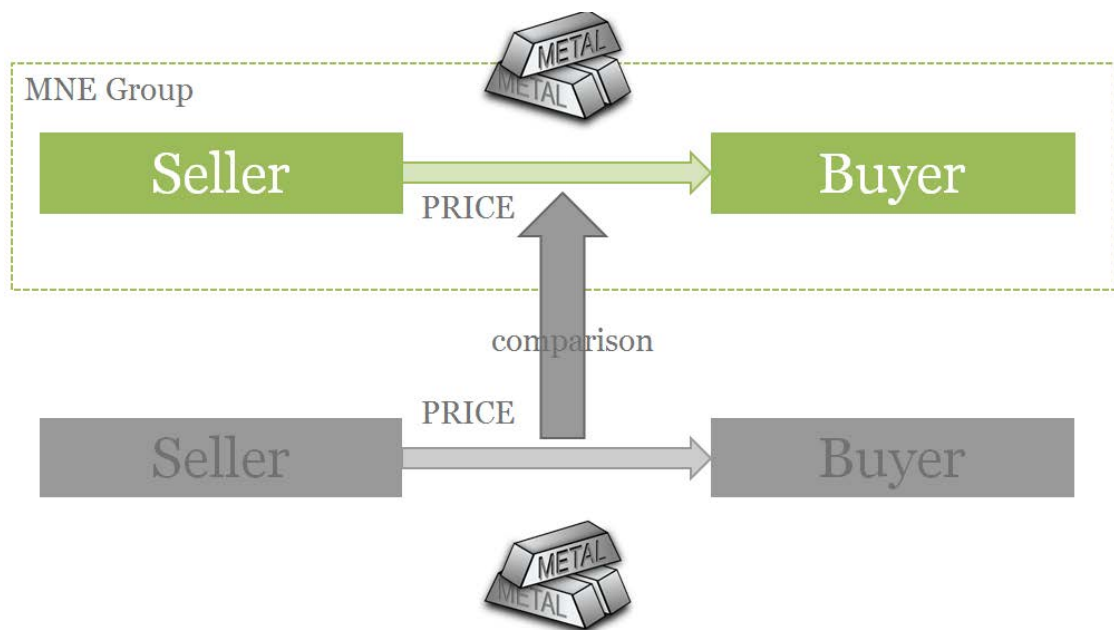 METAL
METAL
MNE Group
Seller
Buyer
PRICE
comparison
PRICE
Seller
Buyer
METAL
METAL